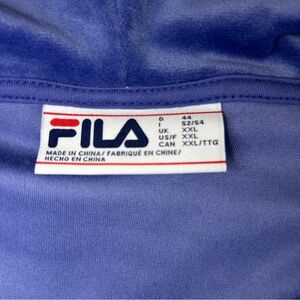 FILA
D 44
I 52/54
UK XXL
US/F XXL
CAN XXL/TTG
MADE IN CHINA/ FABRIQUÉ EN CHINE/
HECHO EN CHINA